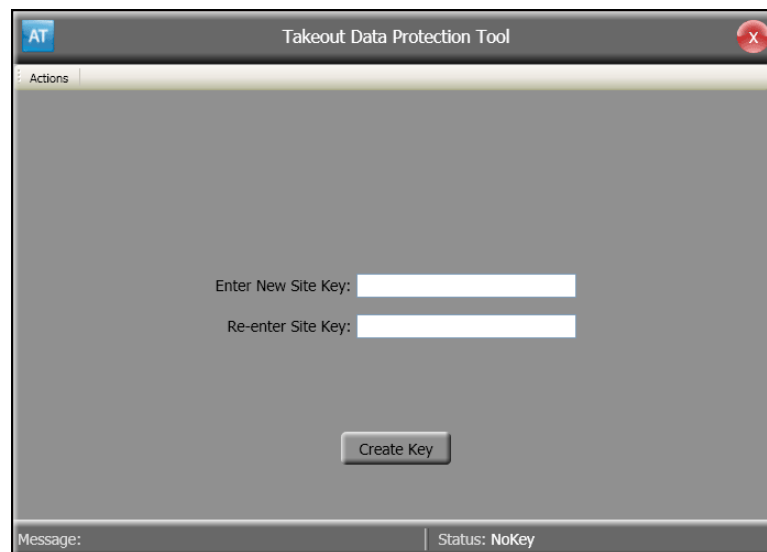 AT
Takeout Data Protection Tool
X
Actions
Enter New Site Key:
Re-enter Site Key:
Create Key
Message:
Status: NoKey